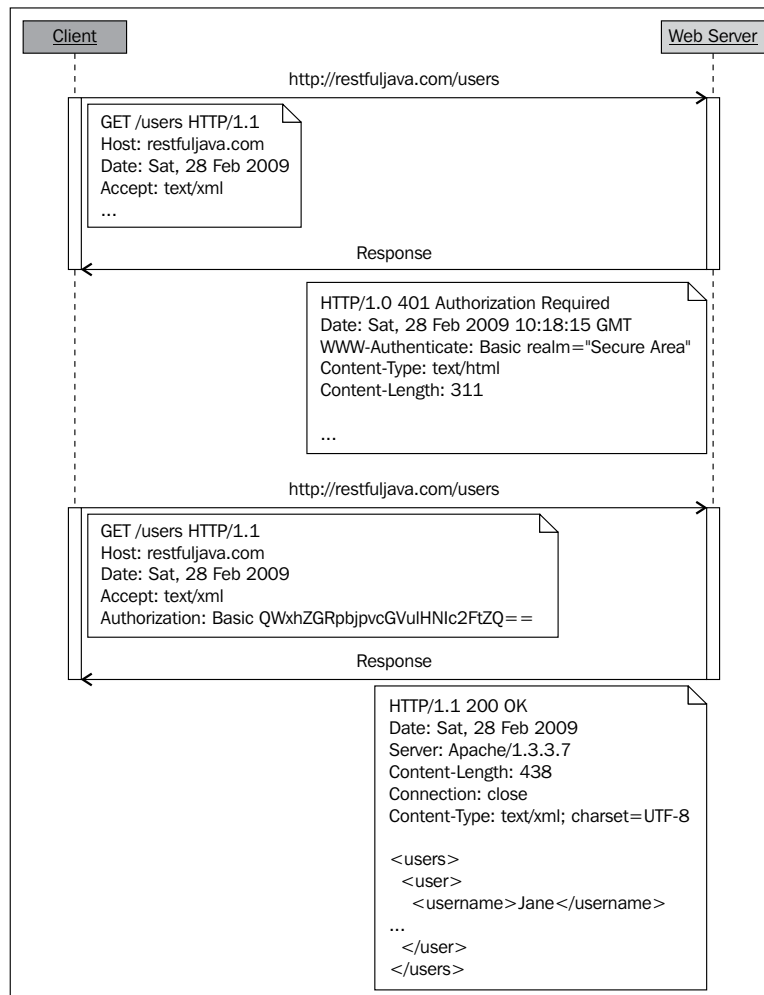 Client
Web Server
http://restfuljava.com/users
GET /users HTTP/1.1
Host: restfuljava.com
Date: Sat, 28 Feb 2009
Accept: text/xml
...
Response
HTTP/1.0 401 Authorization Required
Date: Sat, 28 Feb 2009 10:18:15 GMT
WWW-Authenticate: Basic realm="Secure Area"
Content-Type: text/html
Content-Length: 311
...
http://restfuljava.com/users
GET /users HTTP/1.1
Host: restfuljava.com
Date: Sat, 28 Feb 2009
Accept: text/xml
Authorization: Basic QWxhZGRpbjpvcGVulHNlc2FtZQ==
Response
HTTP/1.1 200 OK
Date: Sat, 28 Feb 2009
Server: Apache/1.3.3.7
Content-Length: 438
Connection: close
Content-Type: text/xml; charset=UTF-8
<users>
<user>
<username>Jane</username>
...
</user>
</users>